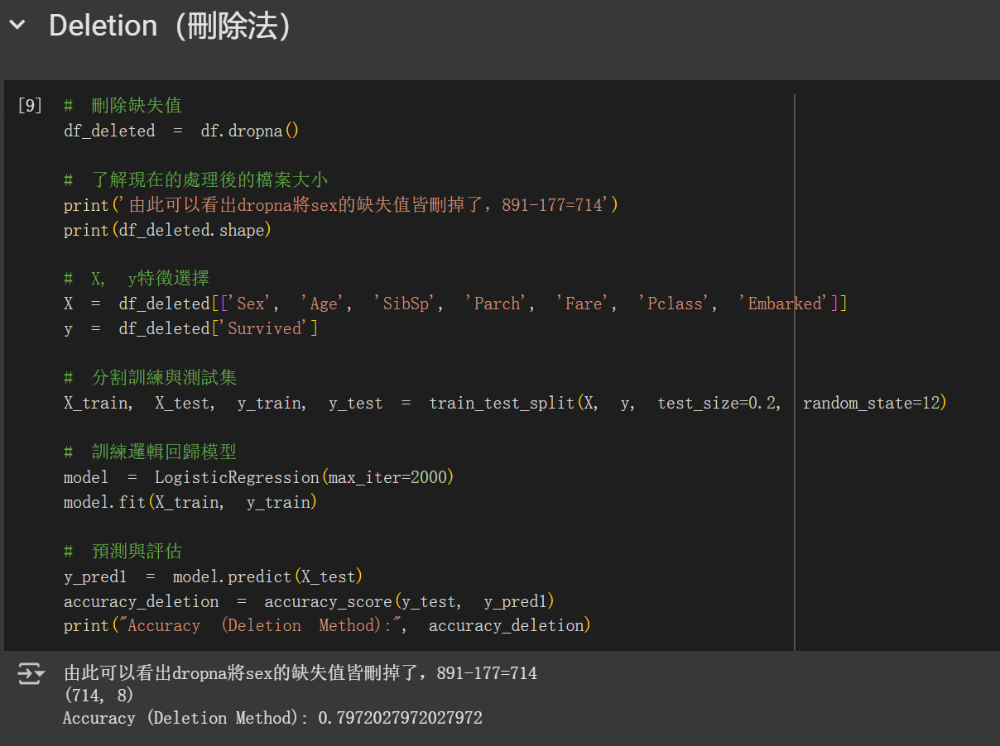 Deletion（刪除法）
[9] # 刪除缺失值
df_deleted = df.dropna()
# 了解現在的處理後的檔案大小
print('由此可以看出dropna將sex的缺失值皆刪掉了，891-177=714')
print(df_deleted.shape)
# X, y特徵選擇
X = df_deleted[['Sex', 'Age', 'SibSp', 'Parch', 'Fare', 'Pclass', 'Embarked']]
y = df_deleted['Survived']
# 分割訓練與測試集
X_train, X_test, y_train, y_test = train_test_split(X, y, test_size=0.2, random_state=12)
# 訓練邏輯回歸模型
model = LogisticRegression(max_iter=2000)
model.fit(X_train, y_train)
# 預測與評估
y_pred1 = model.predict(X_test)
accuracy_deletion = accuracy_score(y_test, y_pred1)
print("Accuracy (Deletion Method):", accuracy_deletion)
由此可以看出dropna將sex的缺失值皆刪掉了，891-177=714
(714, 8)
Accuracy (Deletion Method): 0.7972027972027972